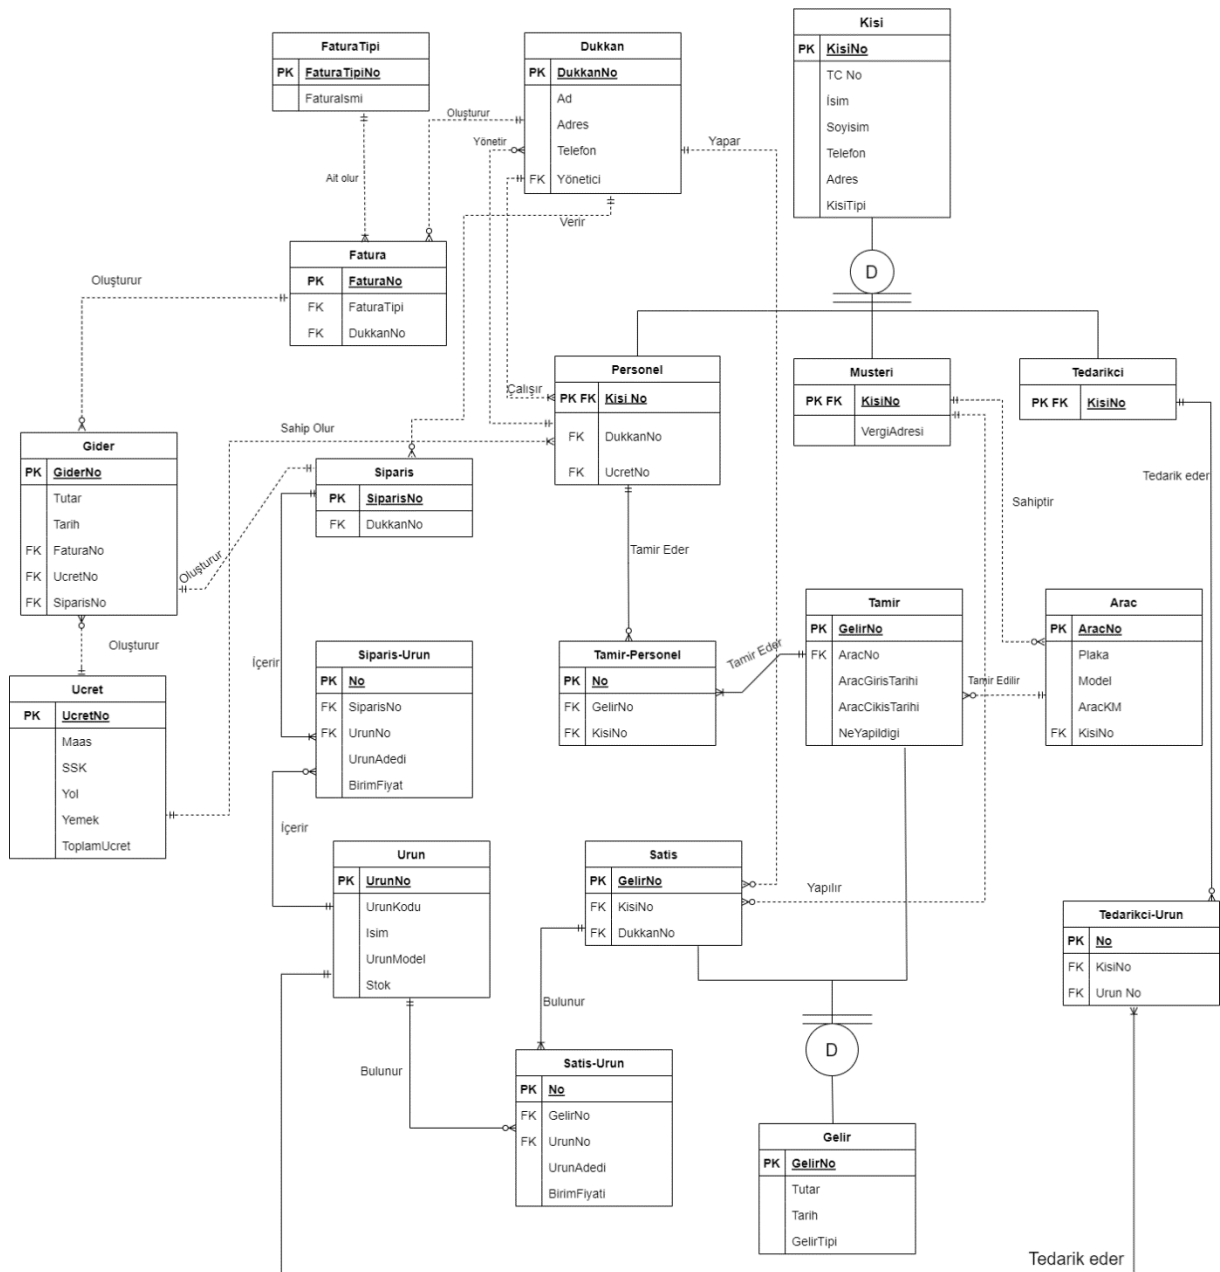 Kisi
PK KisiNo
TC No
İsim
Soyisim
Telefon
Adres
KisiTipi
FaturaTipi
PK FaturaTipiNo
FaturaIsmi
Dukkan
PK DukkanNo
Ad
Adres
Telefon
FK Yönetici
Oluşturur
Yönetir
Yapar
Ait olur
Verir
D
Fatura
PK FaturaNo
FK FaturaTipi
FK DukkanNo
Oluşturur
Personel
PK FK Kisi No
FK DukkanNo
FK UcretNo
Musteri
PK FK KisiNo
VergiAdresi
Tedarikci
PK FK KisiNo
Çalışır
Sahip Olur
Gider
PK GiderNo
Tutar
Tarih
FK FaturaNo
FK UcretNo
FK SiparisNo
Siparis
PK SiparisNo
FK DukkanNo
Tedarik eder
Sahiptir
Oluşturur
Tamir Eder
Oluşturur
İçerir
Siparis-Urun
PK No
FK SiparisNo
FK UrunNo
UrunAdedi
BirimFiyat
Tamir-Personel
PK No
FK GelirNo
FK KisiNo
Tamir Eder
Tamir
PK GelirNo
FK AracNo
AracGirisTarihi
AracCikisTarihi
NeYapildigi
Tamir Edilir
Arac
PK AracNo
Plaka
Model
AracKM
FK KisiNo
Ucret
PK UcretNo
Maas
SSK
Yol
Yemek
ToplamUcret
İçerir
Urun
PK UrunNo
UrunKodu
Isim
UrunModel
Stok
Satis
PK GelirNo
FK KisiNo
FK DukkanNo
Yapılır
Tedarikci-Urun
PK No
FK KisiNo
FK Urun No
Bulunur
Bulunur
Satis-Urun
PK No
FK GelirNo
FK UrunNo
UrunAdedi
BirimFiyati
D
Gelir
PK GelirNo
Tutar
Tarih
GelirTipi
Tedarik eder